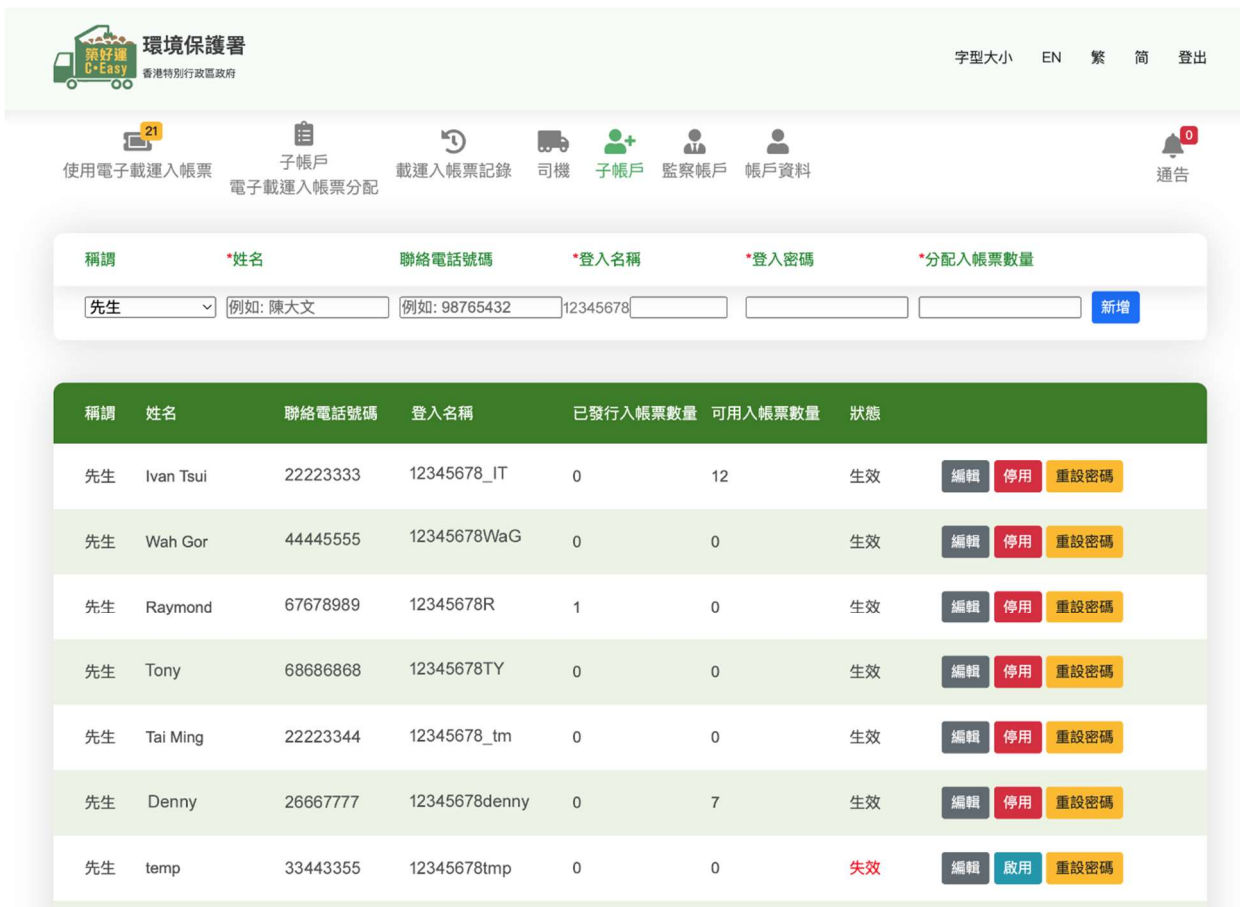 築好運
C•Easy
環境保護署
香港特別行政區政府
字型大小 EN 繁 简 登出
21
使用電子載運入帳票
子帳戶
電子載運入帳票分配
載運入帳票記錄
司機
子帳戶
監察帳戶
帳戶資料
0
通告
稱謂 *姓名 聯絡電話號碼 *登入名稱 *登入密碼 *分配入帳票數量
先生 例如: 陳大文 例如: 98765432 12345678 新增
稱謂 姓名 聯絡電話號碼 登入名稱 已發行入帳票數量 可用入帳票數量 狀態
先生 Ivan Tsui 22223333 12345678_IT 0 12 生效 編輯 停用 重設密碼
先生 Wah Gor 44445555 12345678WaG 0 0 生效 編輯 停用 重設密碼
先生 Raymond 67678989 12345678R 1 0 生效 編輯 停用 重設密碼
先生 Tony 68686868 12345678TY 0 0 生效 編輯 停用 重設密碼
先生 Tai Ming 22223344 12345678_tm 0 0 生效 編輯 停用 重設密碼
先生 Denny 26667777 12345678denny 0 7 生效 編輯 停用 重設密碼
先生 temp 33443355 12345678tmp 0 0 失效 編輯 啟用 重設密碼